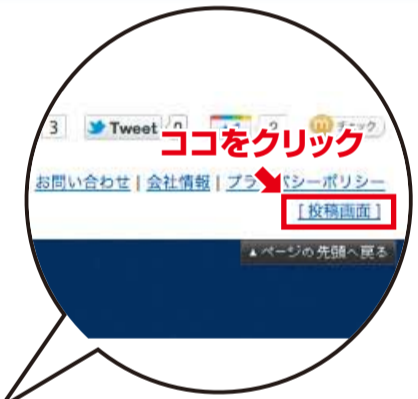 3 Tweet 0 +1 2 チェック
ココをクリック
お問い合わせ | 会社情報 | プライバシーポリシー
[ 投稿画面 ]
▲ページの先頭へ戻る